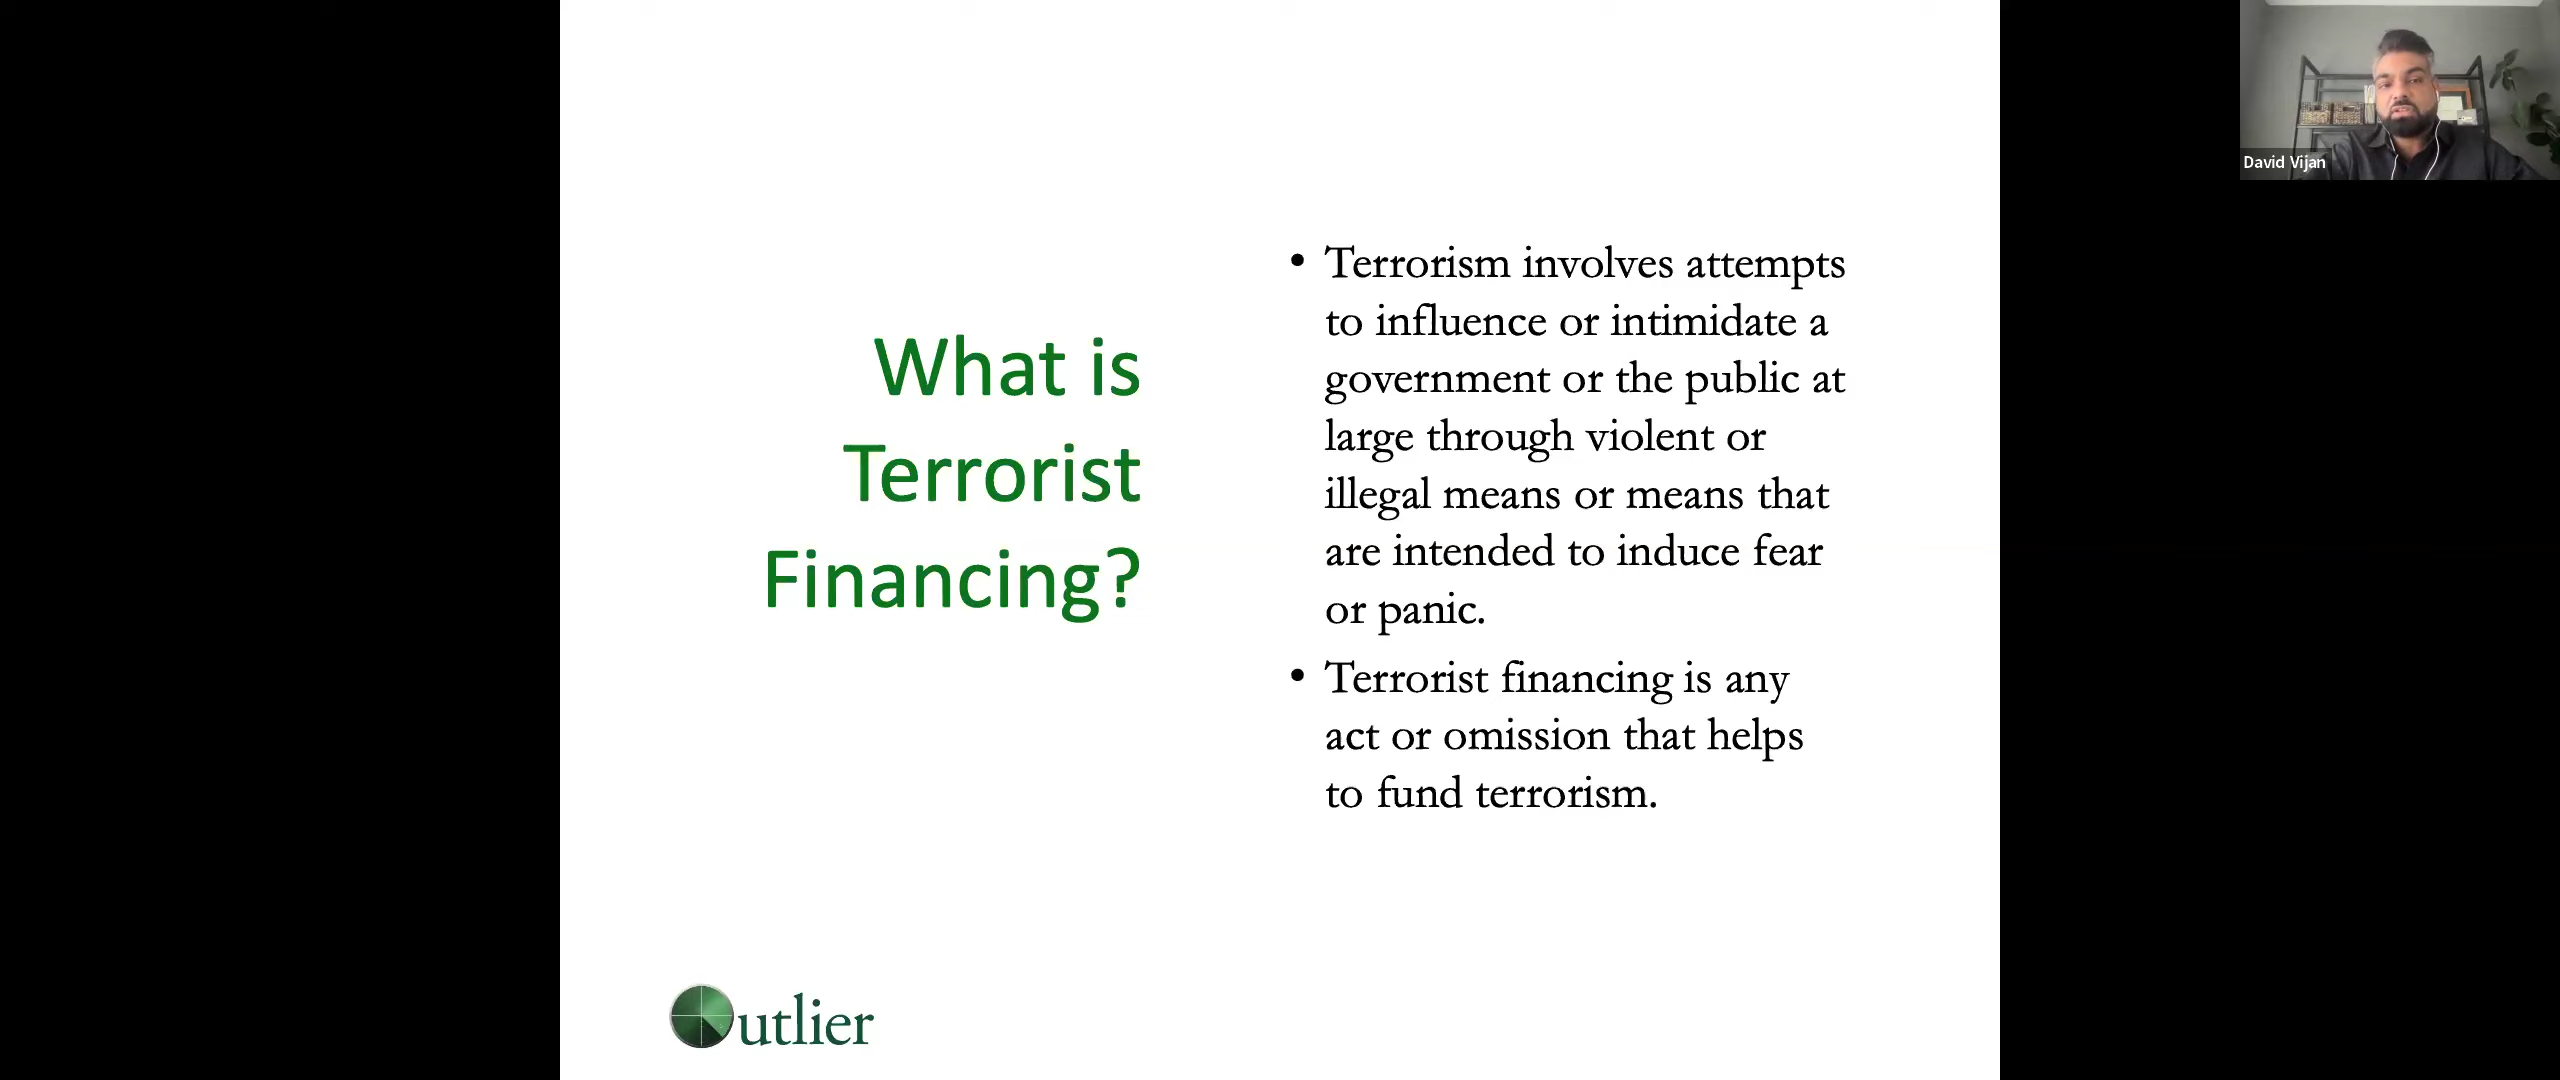 What is
Terrorist
Financing?
• Terrorism involves attempts
to influence or intimidate a
government or the public at
large through violent or
illegal means or means that
are intended to induce fear
or panic.
• Terrorist financing is any
act or omission that helps
to fund terrorism.
Outlier
David Vijan